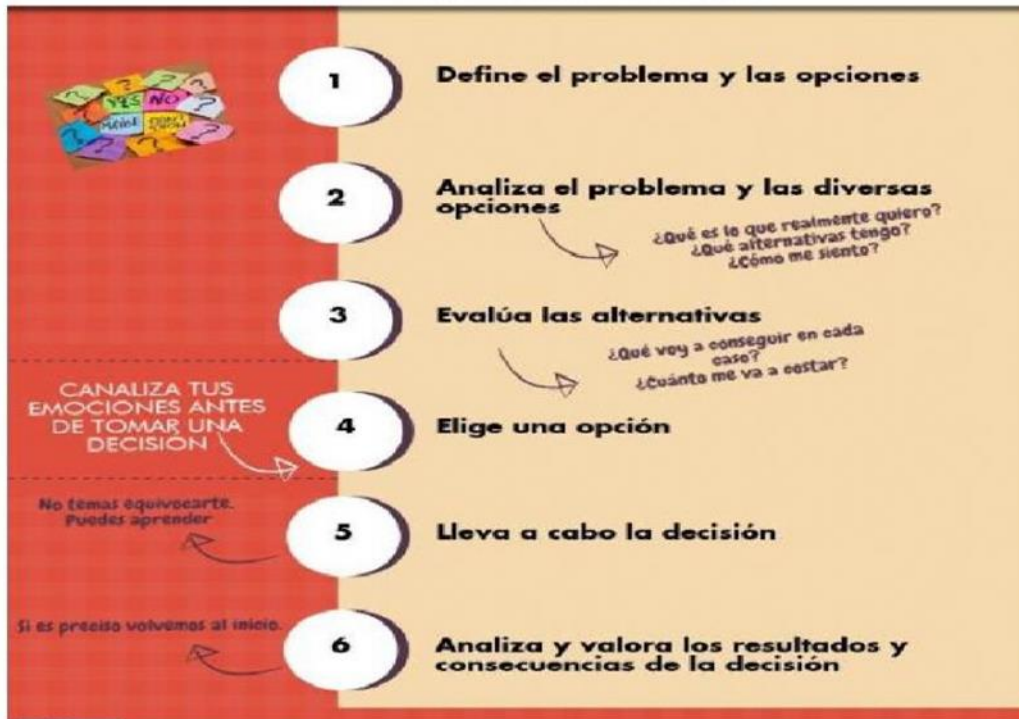 YES NO
MAYBE DON'T KNOW
1
Define el problema y las opciones
2
Analiza el problema y las diversas
opciones
¿Qué es lo que realmente quiero?
¿Qué alternativas tengo?
¿Cómo me siento?
3
Evalúa las alternativas
¿Qué voy a conseguir en cada
caso?
¿Cuánto me va a costar?
CANALIZA TUS
EMOCIONES ANTES
DE TOMAR UNA
DECISIÓN
4
Elige una opción
No temas equivocarte.
Puedes aprender
5
Lleva a cabo la decisión
Si es preciso volvemos al inicio.
6
Analiza y valora los resultados y
consecuencias de la decisión